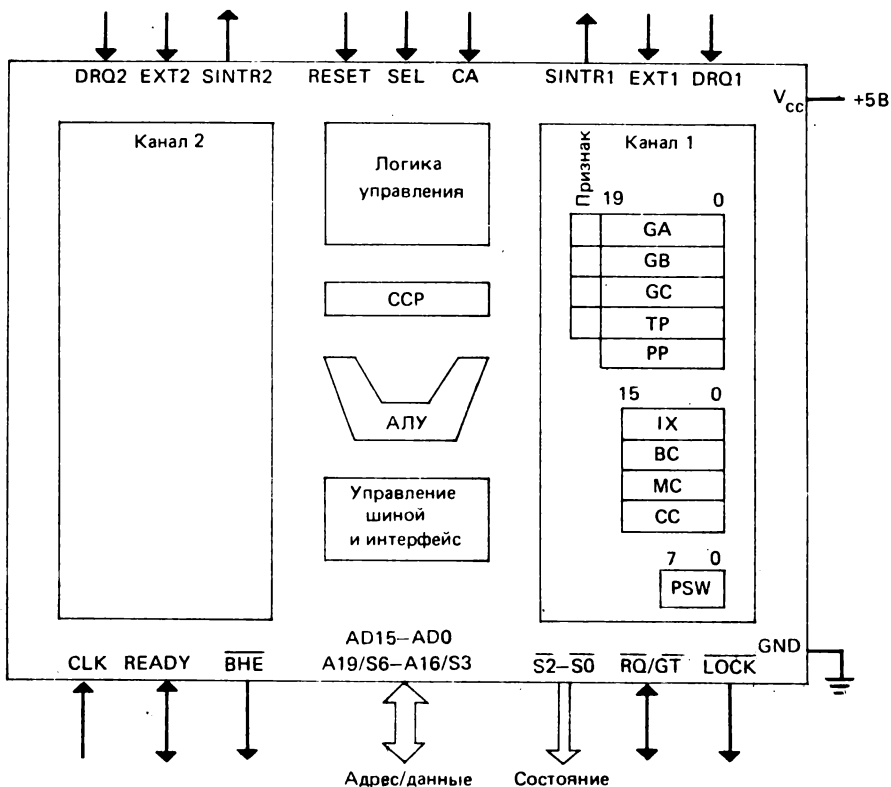 DRQ2 EXT2 SINTR2 RESET SEL CA SINTR1 EXT1 DRQ1
Vcc +5В
Канал 2
Логика
управления
Канал 1
Признак
19 0
GA
GB
GC
TP
PP
CCP
15 0
IX
BC
MC
CC
АЛУ
Управление
шиной
и интерфейс
7 0
PSW
AD15–AD0
GND
CLK READY BHE A19/S6–A16/S3 S2–S0 RQ/GT LOCK
Адрес/данные Состояние